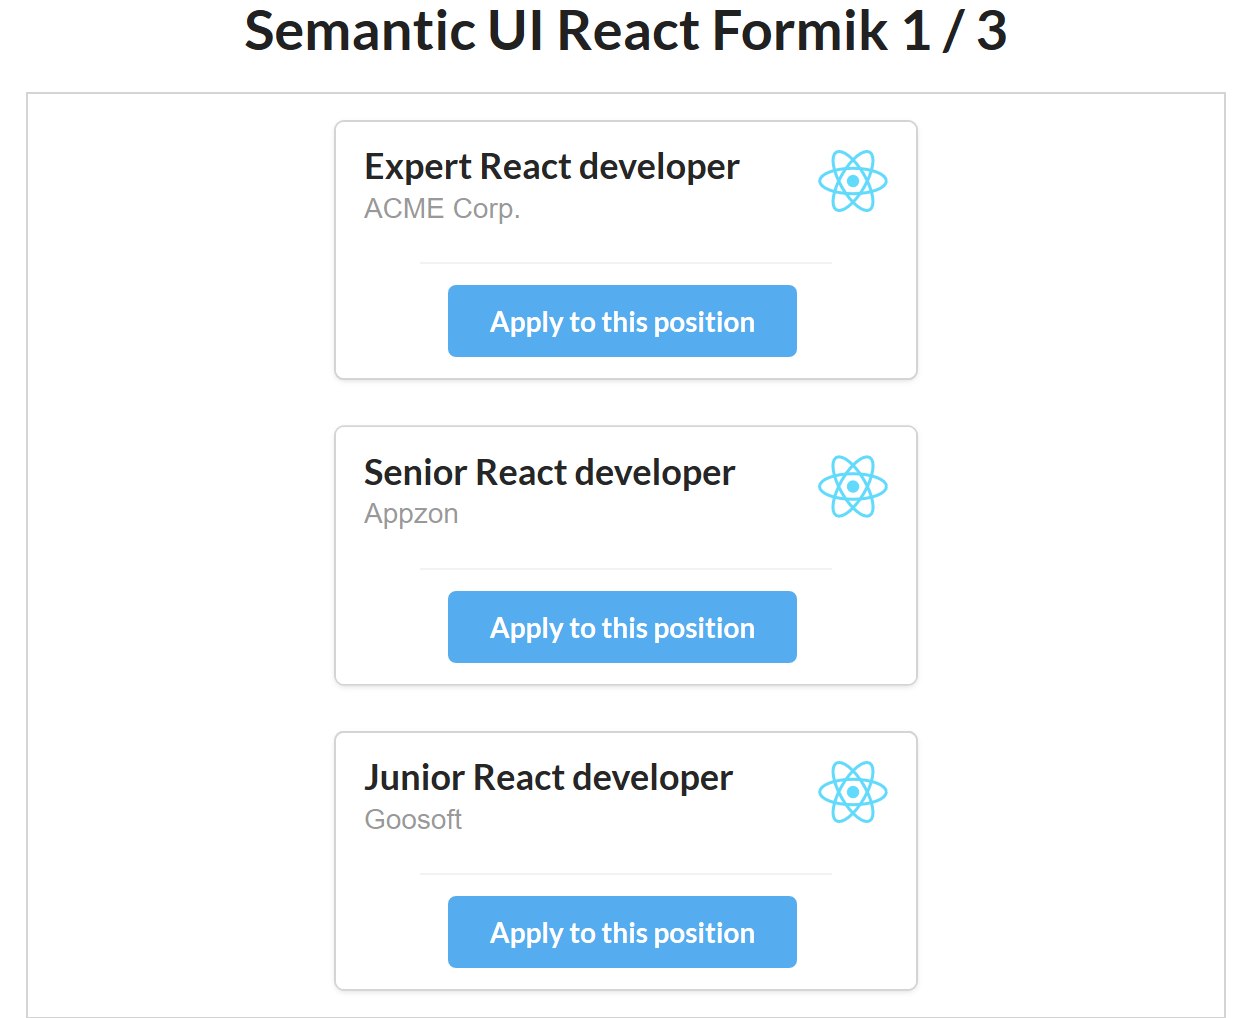 Semantic UI React Formik 1 / 3
Expert React developer
ACME Corp.
Apply to this position
Senior React developer
Appzon
Apply to this position
Junior React developer
Goosoft
Apply to this position